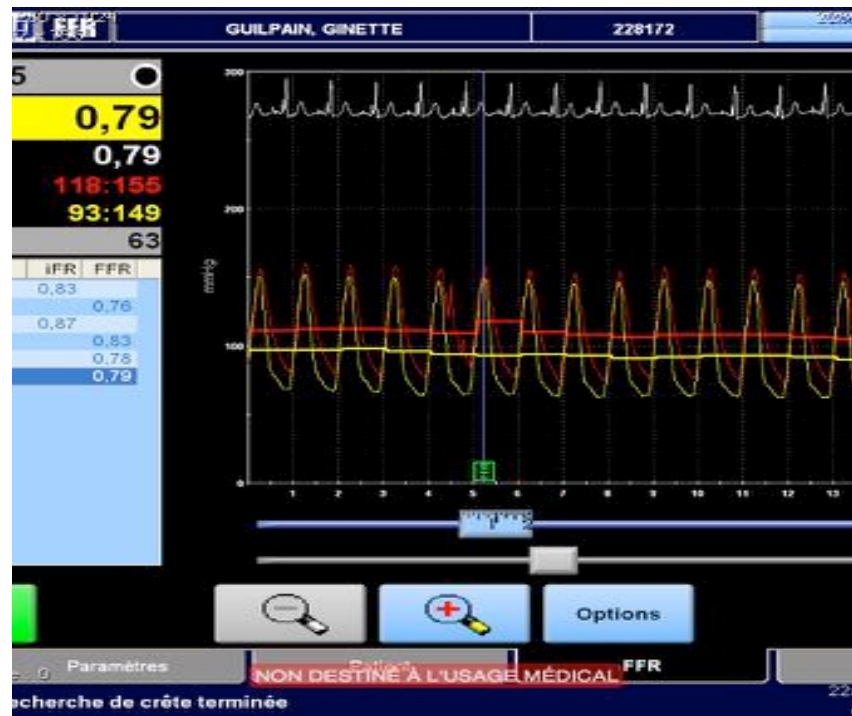 FFR GUILPAIN, GINETTE 228172
5
0,79
0,79
118:155
93:149
63
iFR FFR
0,83
0,76
0,87
0,83
0,78
0,79
300
200
mmHg
100
0
1 2 3 4 5 6 7 8 9 10 11 12 13
Options
Paramètres Patient FFR
NON DESTINÉ À L'USAGE MÉDICAL
echerche de crête terminée